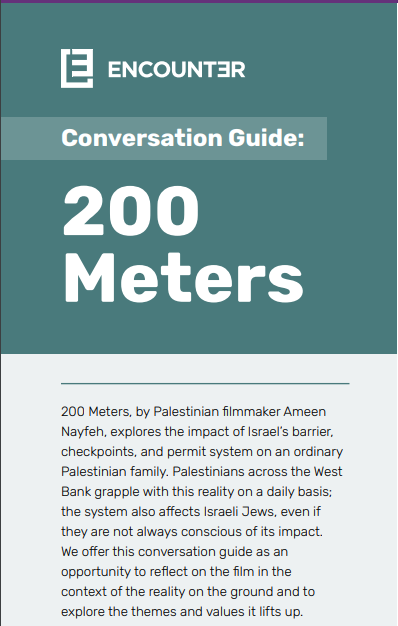 ENCOUNTER
Conversation Guide:
200
Meters
200 Meters, by Palestinian filmmaker Ameen
Nayfeh, explores the impact of Israel's barrier,
checkpoints, and permit system on an ordinary
Palestinian family. Palestinians across the West
Bank grapple with this reality on a daily basis;
the system also affects Israeli Jews, even if
they are not always conscious of its impact.
We offer this conversation guide as an
opportunity to reflect on the film in the
context of the reality on the ground and to
explore the themes and values it lifts up.